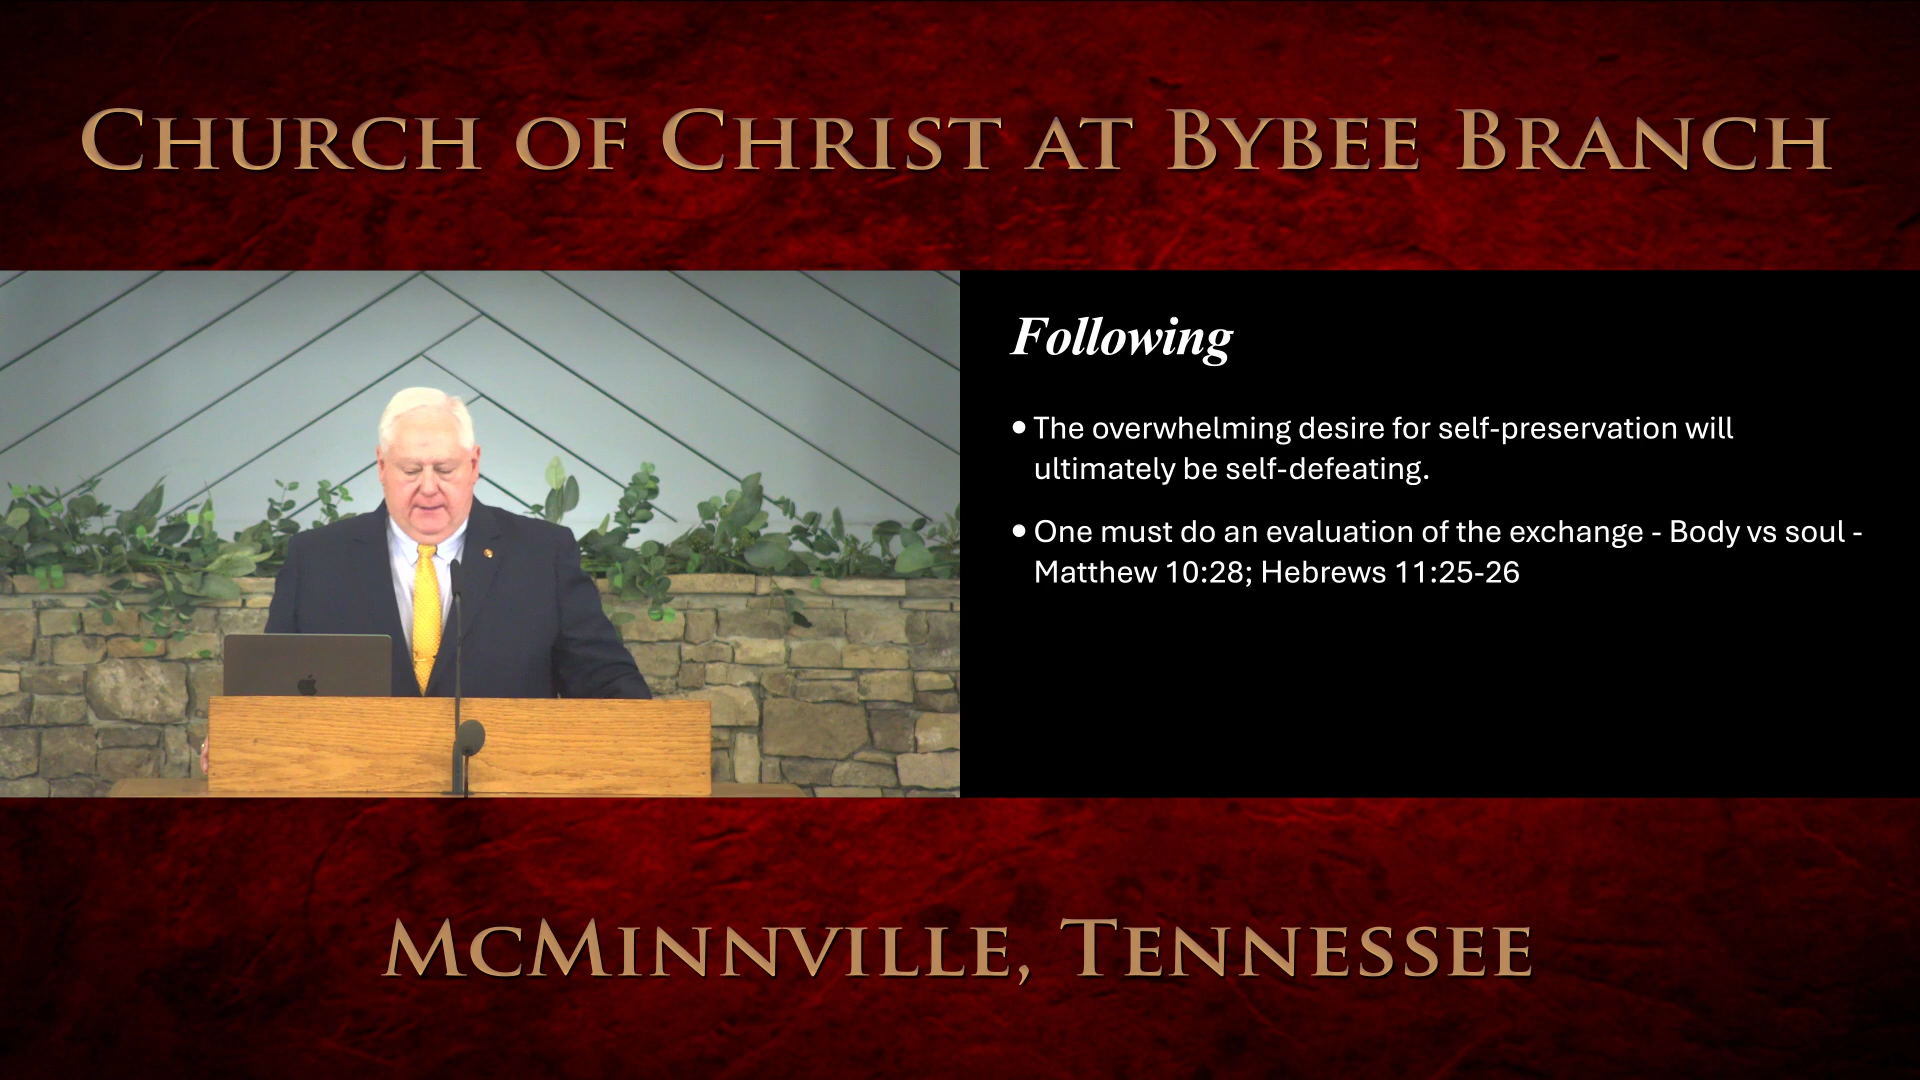 Church of Christ at Bybee Branch
Following
• The overwhelming desire for self-preservation will
ultimately be self-defeating.
• One must do an evaluation of the exchange - Body vs soul -
Matthew 10:28; Hebrews 11:25-26
McMinnville, Tennessee